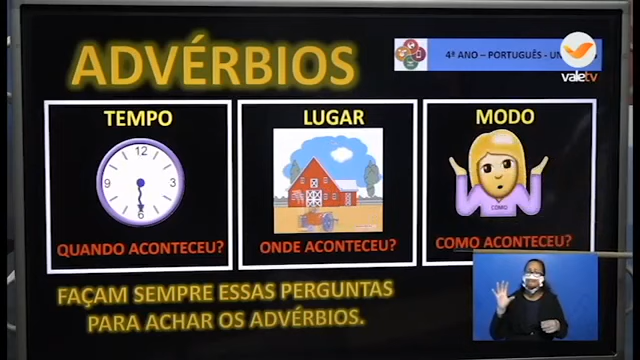 ADVÉRBIOS
4º ANO – PORTUGUÊS - UN
valetv
TEMPO
LUGAR
MODO
12
9
3
6
COMO
QUANDO ACONTECEU?
ONDE ACONTECEU?
COMO ACONTECEU?
FAÇAM SEMPRE ESSAS PERGUNTAS
PARA ACHAR OS ADVÉRBIOS.